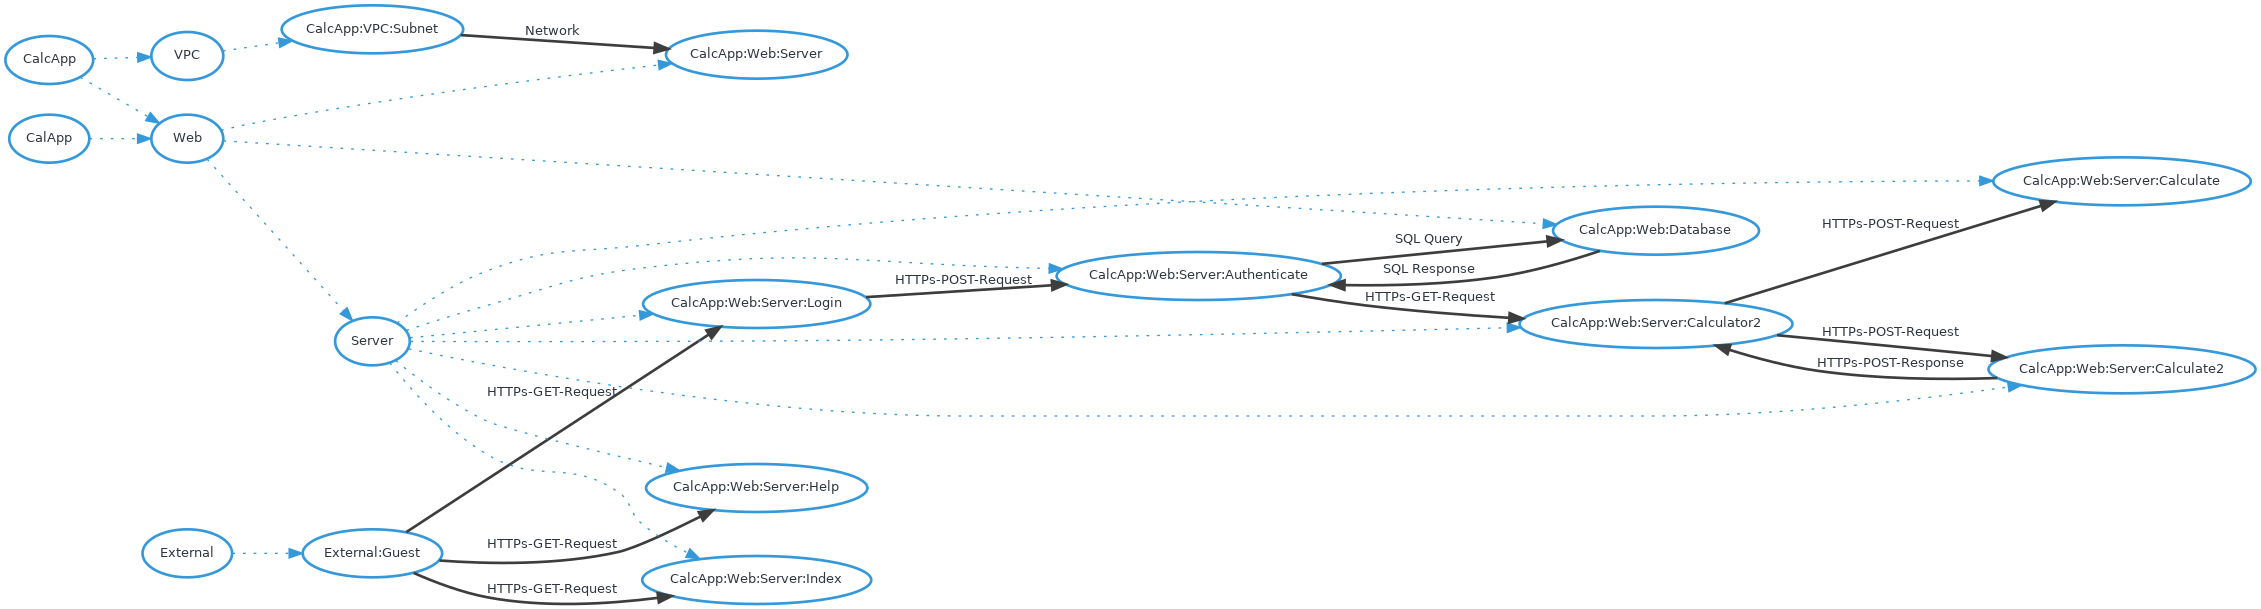 CalcApp:VPC:Subnet
Network
CalcApp:Web:Server
CalcApp
VPC
CalApp
Web
CalcApp:Web:Server:Calculate
HTTPs-POST-Request
CalcApp:Web:Database
SQL Query
SQL Response
CalcApp:Web:Server:Authenticate
HTTPs-POST-Request
HTTPs-GET-Request
CalcApp:Web:Server:Login
CalcApp:Web:Server:Calculator2
HTTPs-POST-Request
Server
HTTPs-POST-Response
CalcApp:Web:Server:Calculate2
HTTPs-GET-Request
CalcApp:Web:Server:Help
HTTPs-GET-Request
External
External:Guest
CalcApp:Web:Server:Index
HTTPs-GET-Request